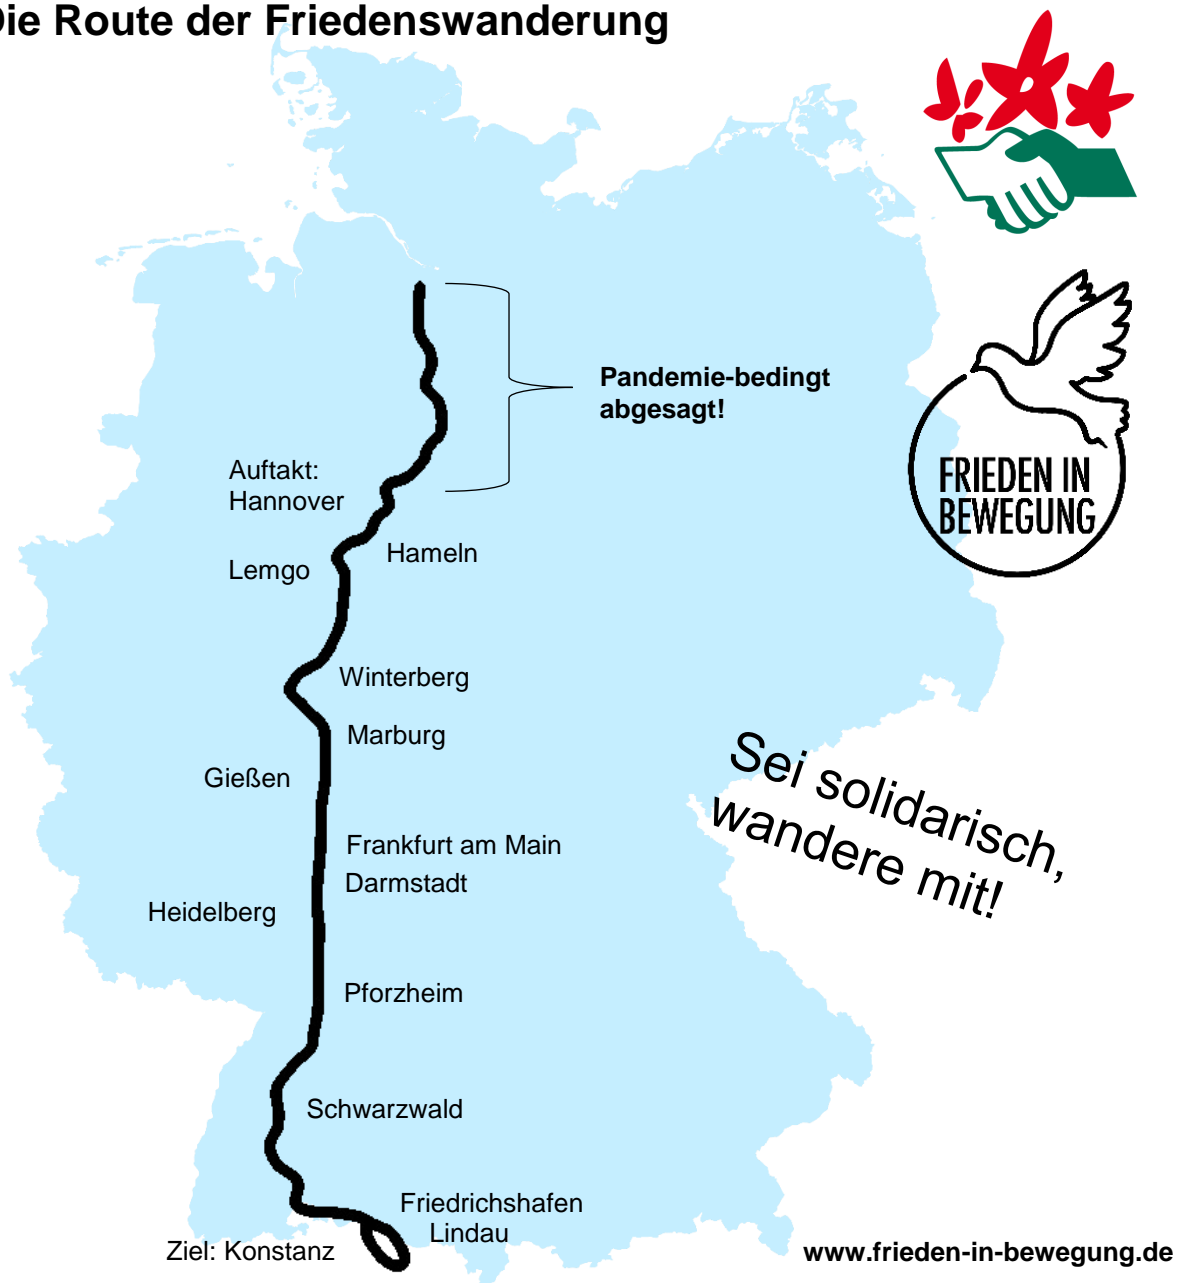 Die Route der Friedenswanderung
Pandemie-bedingt
abgesagt!
FRIEDEN IN
BEWEGUNG
Auftakt:
Hannover
Hameln
Lemgo
Winterberg
Marburg
Gießen
Frankfurt am Main
Darmstadt
Heidelberg
Sei solidarisch,
wandere mit!
Pforzheim
Schwarzwald
Friedrichshafen
Lindau
Ziel: Konstanz
www.frieden-in-bewegung.de